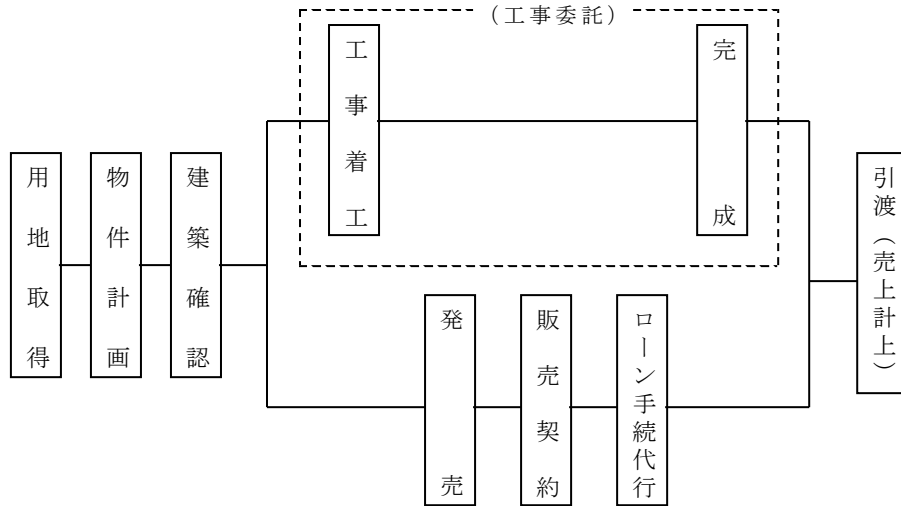 （工事委託）
用地取得
物件計画
建築確認
工事着工
完成
発売
販売契約
ローン手続代行
引渡（売上計上）